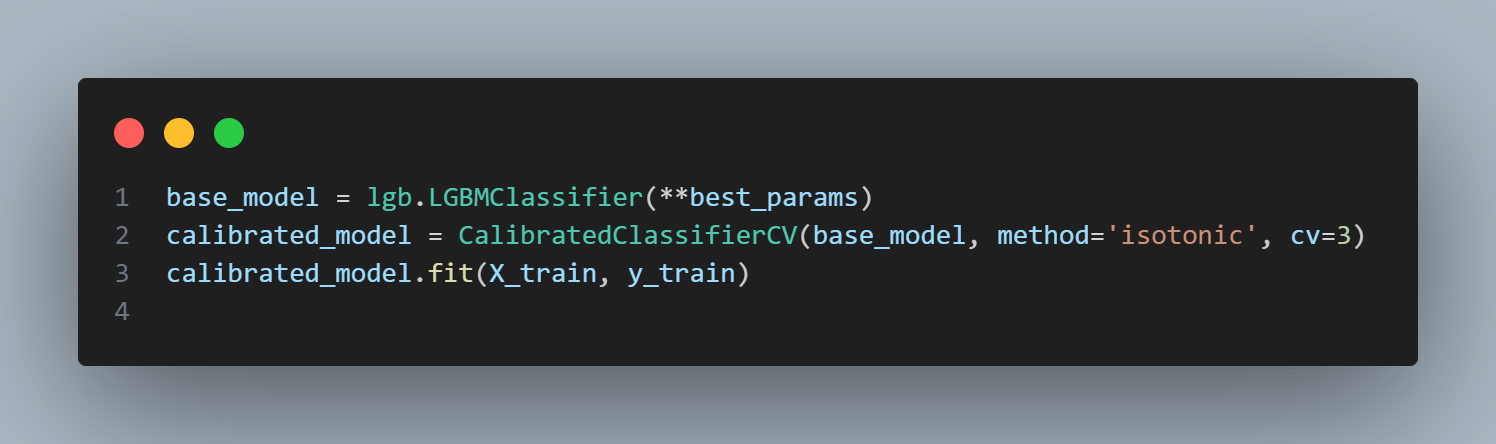 1 base_model = lgb.LGBMClassifier(**best_params)
2 calibrated_model = CalibratedClassifierCV(base_model, method='isotonic', cv=3)
3 calibrated_model.fit(X_train, y_train)
4